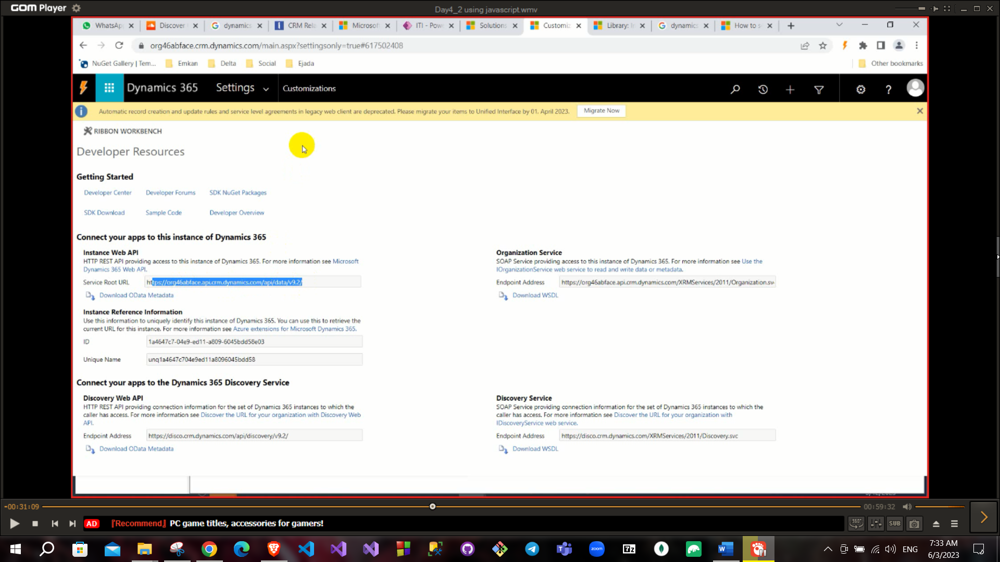 GOM Player
Day4_2 using javascript.wmv
WhatsAp
Discover
dynamics
CRM Rela
Microsof
ITI - Pow
Solutions
Customiz
Library: I
dynamics
How to s
org46abface.crm.dynamics.com/main.aspx?settingsonly=true#617502408
NuGet Gallery | Tem...
Emkan
Delta
Social
Ejada
Other bookmarks
Dynamics 365
Settings
Customizations
Automatic record creation and update rules and service level agreements in legacy web client are deprecated. Please migrate your items to Unified Interface by 01. April 2023.
Migrate Now
RIBBON WORKBENCH
Developer Resources
Getting Started
Developer Center
Developer Forums
SDK NuGet Packages
SDK Download
Sample Code
Developer Overview
Connect your apps to this instance of Dynamics 365
Instance Web API
HTTP REST API providing access to this instance of Dynamics 365. For more information see Microsoft
Dynamics 365 Web API.
Service Root URL
https://org46abface.api.crm.dynamics.com/api/data/v9.2/
Download OData Metadata
Organization Service
SOAP Service providing access to this instance of Dynamics 365. For more information see Use the
IOrganizationService web service to read and write data or metadata.
Endpoint Address
https://org46abface.api.crm.dynamics.com/XRMServices/2011/Organization.sv
Download WSDL
Instance Reference Information
Use this information to uniquely identify this instance of Dynamics 365. You can use this to retrieve the
current URL for this instance. For more information see Azure extensions for Microsoft Dynamics 365.
ID
1a4647c7-04e9-ed11-a809-6045bdd58e03
Unique Name
unq1a4647c704e9ed11a8096045bdd58
Connect your apps to the Dynamics 365 Discovery Service
Discovery Web API
HTTP REST API providing connection information for the set of Dynamics 365 instances to which the
caller has access. For more information see Discover the URL for your organization with Discovery Web
API.
Endpoint Address
https://disco.crm.dynamics.com/api/discovery/v9.2/
Download OData Metadata
Discovery Service
SOAP Service providing connection information for the set of Dynamics 365 instances to which the
caller has access. For more information see Discover the URL for your organization with
IDiscoveryService web service.
Endpoint Address
https://disco.crm.dynamics.com/XRMServices/2011/Discovery.svc
Download WSDL
-00:31:09
00:59:32
AD
『Recommend』 PC game titles, accessories for gamers!
360°
SUB
zoom
7z
ENG
7:33 AM
6/3/2023